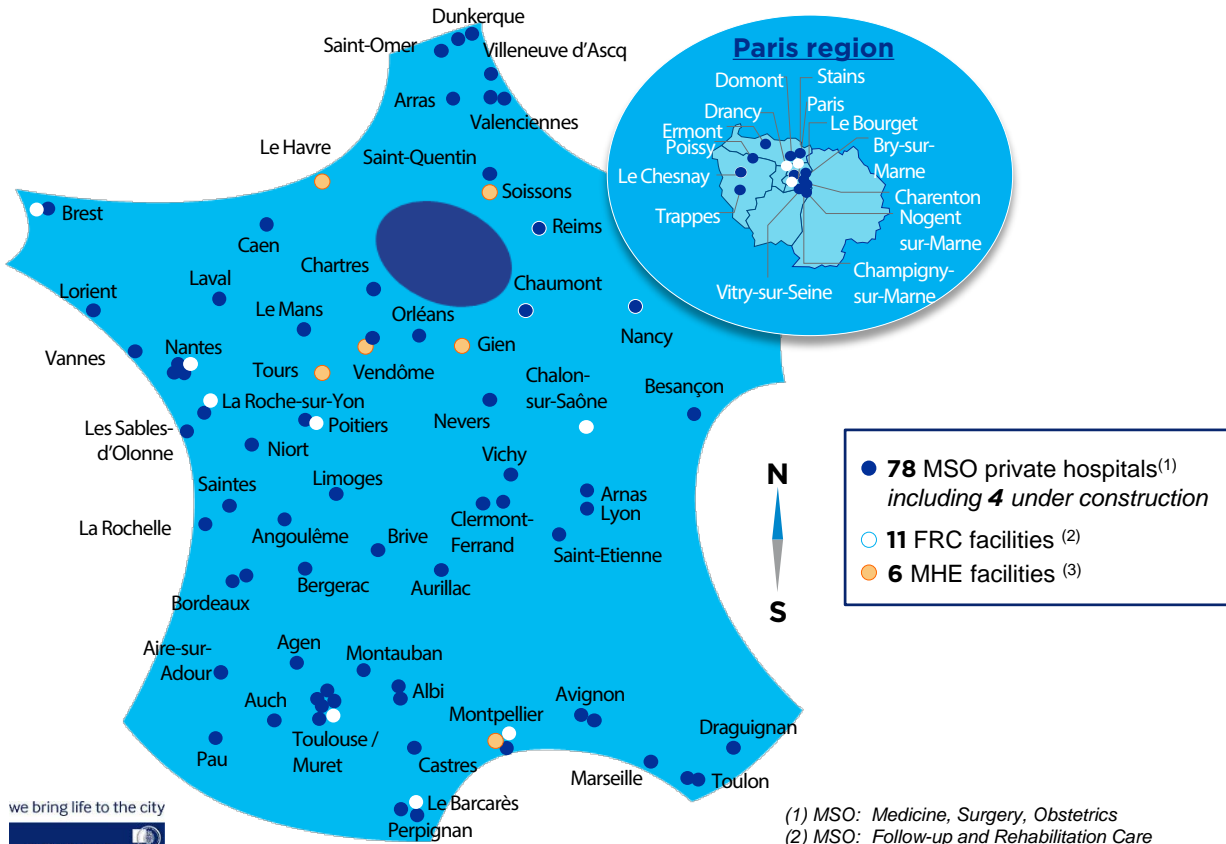 Dunkerque
Saint-Omer
Villeneuve d'Ascq
Arras
Valenciennes
Le Havre
Saint-Quentin
Soissons
Brest
Caen
Reims
Chartres
Laval
Chaumont
Lorient
Le Mans
Orléans
Nancy
Vannes
Nantes
Gien
Tours
Vendôme
Chalon-
sur-Saône
Besançon
La Roche-sur-Yon
Nevers
Poitiers
Les Sables-
d'Olonne
Niort
Vichy
Limoges
Saintes
Arnas
Lyon
La Rochelle
Angoulême
Clermont-
Ferrand
Brive
Saint-Etienne
Bergerac
Aurillac
Bordeaux
Aire-sur-
Adour
Agen
Montauban
Albi
Avignon
Auch
Montpellier
Draguignan
Toulouse /
Muret
Pau
Castres
Marseille
Toulon
Le Barcarès
Perpignan
Paris region
Domont
Stains
Drancy
Paris
Ermont
Le Bourget
Poissy
Bry-sur-
Marne
Le Chesnay
Charenton
Trappes
Nogent
sur-Marne
Vitry-sur-Seine
Champigny-
sur-Marne
N
S
78 MSO private hospitals(1)
including 4 under construction
11 FRC facilities (2)
6 MHE facilities (3)
we bring life to the city
(1) MSO: Medicine, Surgery, Obstetrics
(2) MSO: Follow-up and Rehabilitation Care